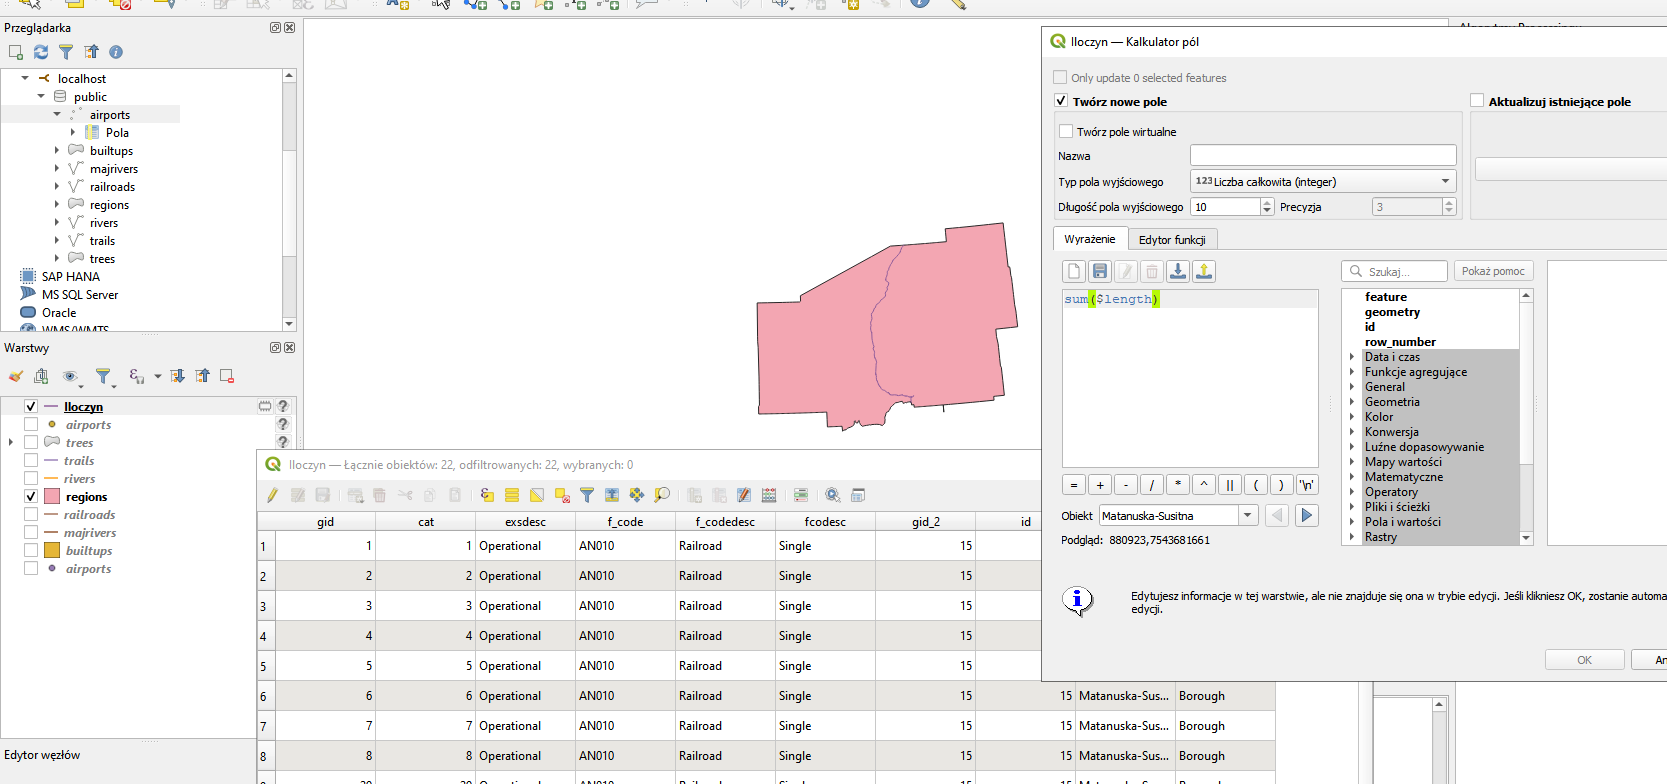 Przeglądarka
localhost
public
airports
Pola
builtups
majrivers
railroads
regions
rivers
trails
trees
SAP HANA
MS SQL Server
Oracle
WMS/WMTS
Warstwy
Iloczyn
airports
trees
trails
rivers
regions
railroads
majrivers
builtups
airports
Edytor węzłów
Iloczyn — Łącznie obiektów: 22, odfiltrowanych: 22, wybranych: 0
gid cat exsdesc f_code f_codedesc fcodesc gid_2 id
1 1 1 Operational AN010 Railroad Single 15
2 2 2 Operational AN010 Railroad Single 15
3 3 3 Operational AN010 Railroad Single 15
4 4 4 Operational AN010 Railroad Single 15
5 5 5 Operational AN010 Railroad Single 15
6 6 6 Operational AN010 Railroad Single 15 15 Matanuska-Sus... Borough
7 7 7 Operational AN010 Railroad Single 15 15 Matanuska-Sus... Borough
8 8 8 Operational AN010 Railroad Single 15 15 Matanuska-Sus... Borough
Iloczyn — Kalkulator pól
Only update 0 selected features
Twórz nowe pole
Aktualizuj istniejące pole
Twórz pole wirtualne
Nazwa
Typ pola wyjściowego 123 Liczba całkowita (integer)
Długość pola wyjściowego 10 Precyzja 3
Wyrażenie Edytor funkcji
Szukaj... Pokaż pomoc
sum($length)
feature
geometry
id
row_number
Data i czas
Funkcje agregujące
General
Geometria
Kolor
Konwersja
Luźne dopasowywanie
Mapy wartości
Matematyczne
Operatory
Pliki i ścieżki
Pola i wartości
Rastry
= + - / * ^ || ( ) '\n'
Obiekt Matanuska-Susitna
Podgląd: 880923,7543681661
Edytujesz informacje w tej warstwie, ale nie znajduje się ona w trybie edycji. Jeśli klikniesz OK, zostanie automa
edycji.
OK An